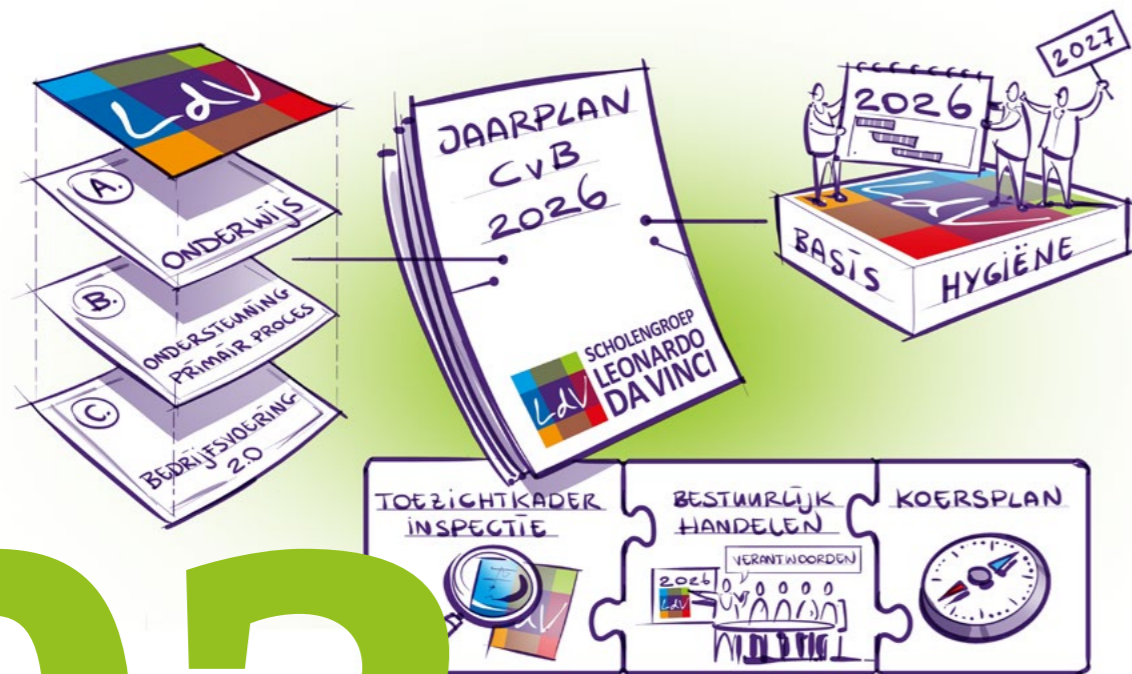 LdV
A.
ONDERWIJS
B.
ONDERSTEUNING
PRIMAIR PROCES
C.
BEDRIJFSVOERING
2.0
JAARPLAN
CvB
2026
SCHOLENGROEP
LEONARDO
DA VINCI
LdV
2027
2026
BASIS
HYGIËNE
TOEZICHTKADER
INSPECTIE
LdV
BESTUURLIJK
HANDELEN
VERANTWOORDEN
2026
LdV
KOERSPLAN